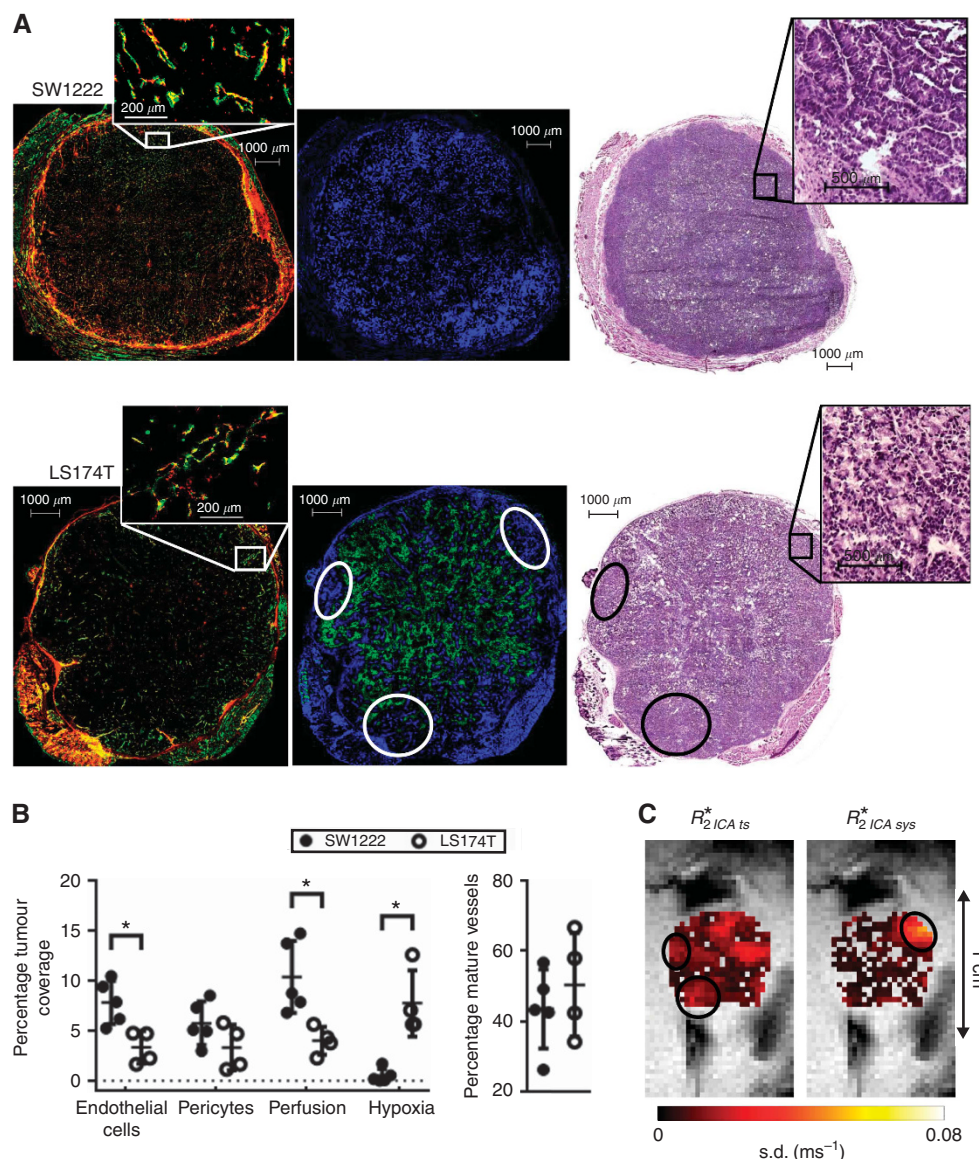 A
SW1222
200 μm
1000 μm
1000 μm
500 μm
1000 μm
LS174T
200 μm
1000 μm
1000 μm
1000 μm
500 μm
B
SW1222 LS174T
Percentage tumour
coverage
20
15
10
5
0
*
*
*
Endothelial
cells
Pericytes
Perfusion
Hypoxia
Percentage mature vessels
80
60
40
20
C
R*2 ICA ts
R*2 ICA sys
1 cm
0
0.08
s.d. (ms⁻¹)